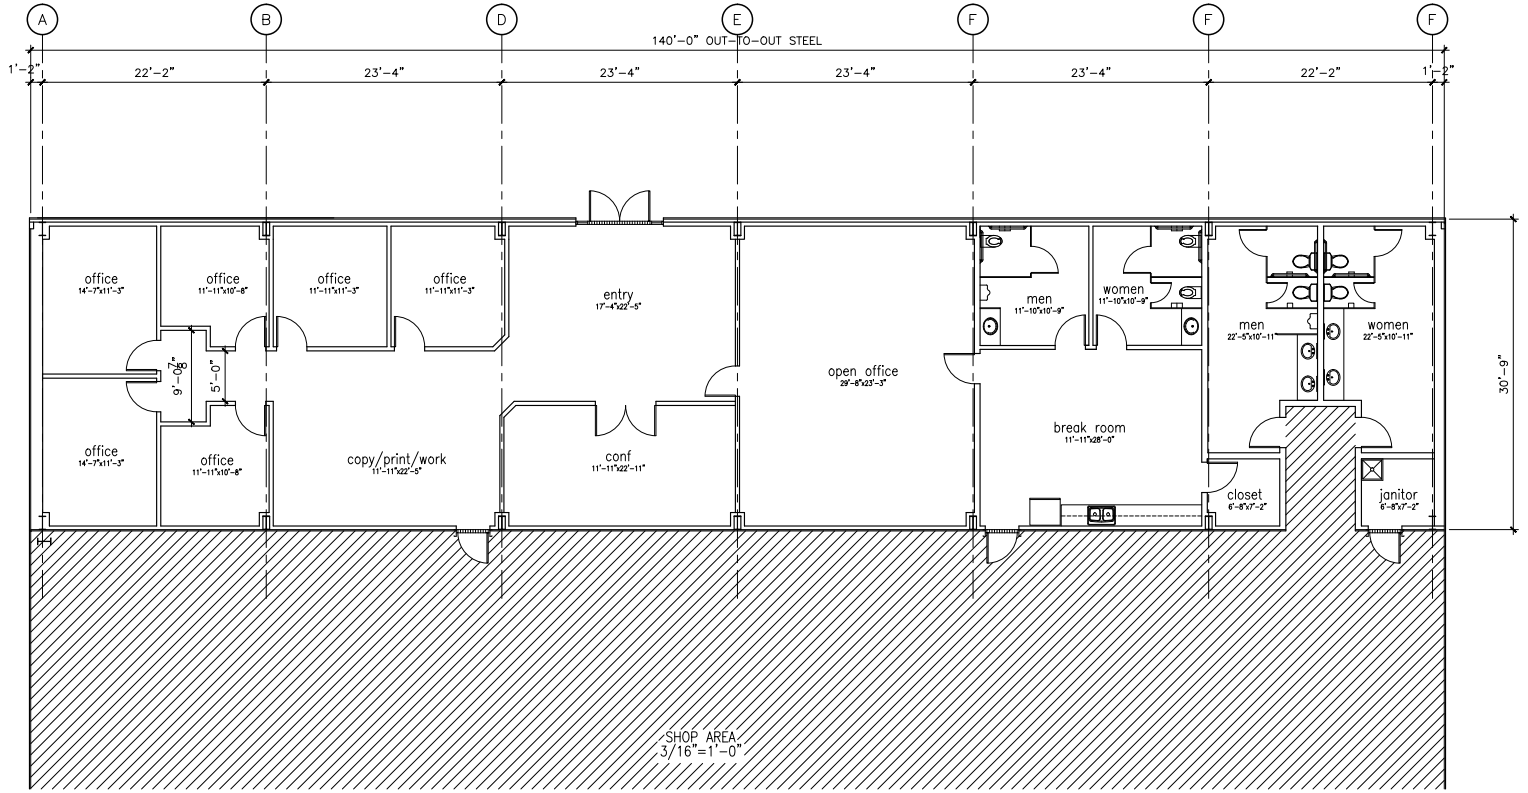 A B D E F F F
140'-0" OUT-TO-OUT STEEL
1'-2" 22'-2" 23'-4" 23'-4" 23'-4" 23'-4" 22'-2" 1'-2"
office
14'-7"x11'-3"
office
11'-11"x10'-8"
office
11'-11"x11'-3"
office
11'-11"x11'-3"
entry
17'-4"x22'-5"
men
11'-10"x10'-9"
women
11'-10"x10'-9"
men
22'-5"x10'-11
women
22'-5"x10'-11"
9'-0 7/8"
5'-0"
open office
29'-8"x23'-3"
30'-9"
office
14'-7"x11'-3"
office
11'-11"x10'-8"
copy/print/work
11'-11"x22'-5"
conf
11'-11"x22'-11"
break room
11'-11"x28'-0"
closet
6'-8"x7'-2"
janitor
6'-8"x7'-2"
SHOP AREA
3/16"=1'-0"